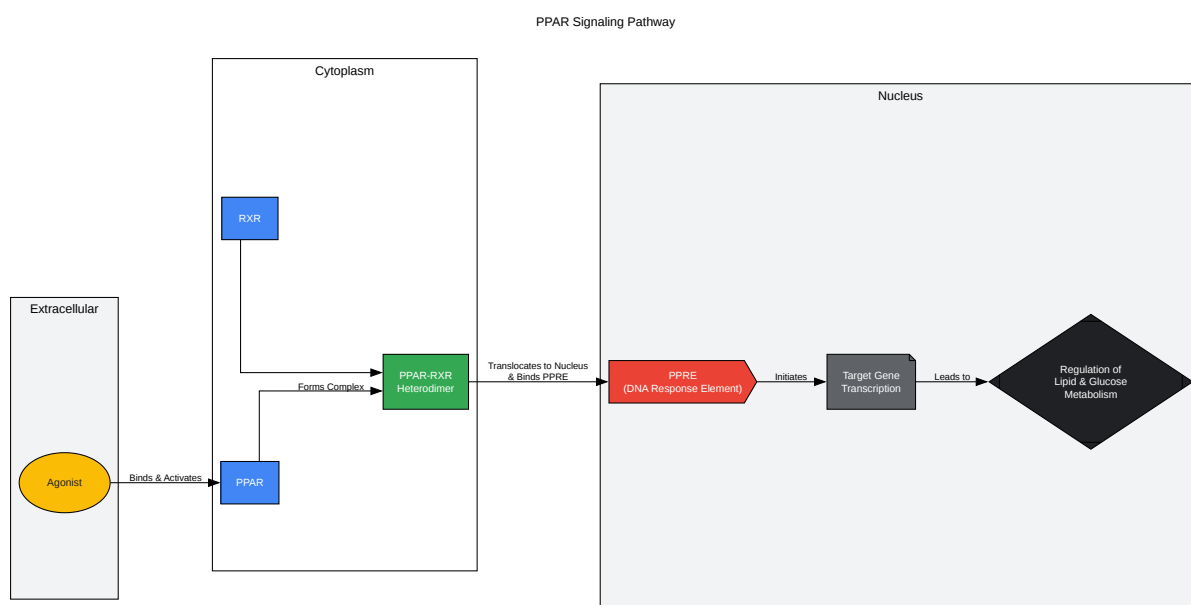 PPAR Signaling Pathway
Cytoplasm
Nucleus
RXR
Extracellular
Forms Complex
PPAR-RXR
Heterodimer
Translocates to Nucleus
& Binds PPRE
PPRE
(DNA Response Element)
Initiates
Target Gene
Transcription
Leads to
Regulation of
Lipid & Glucose
Metabolism
Agonist
Binds & Activates
PPAR